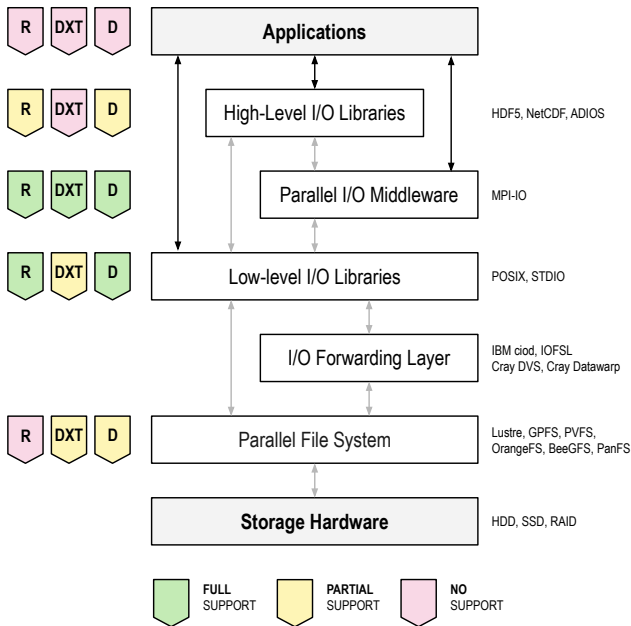 R DXT D Applications
R DXT D High-Level I/O Libraries HDF5, NetCDF, ADIOS
R DXT D Parallel I/O Middleware MPI-IO
R DXT D Low-level I/O Libraries POSIX, STDIO
I/O Forwarding Layer IBM ciod, IOFSL
Cray DVS, Cray Datawarp
R DXT D Parallel File System Lustre, GPFS, PVFS,
OrangeFS, BeeGFS, PanFS
Storage Hardware HDD, SSD, RAID
FULL SUPPORT PARTIAL SUPPORT NO SUPPORT